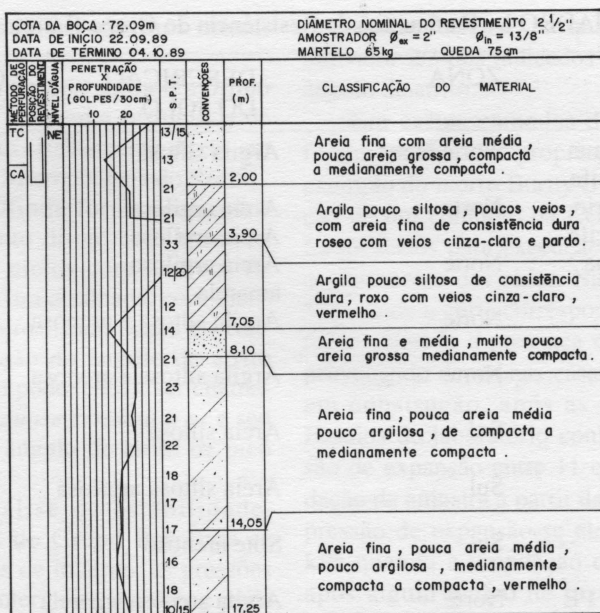 COTA DA BOCA : 72.09m
DATA DE INÍCIO 22.09.89
DATA DE TÉRMINO 04.10.89
DIÂMETRO NOMINAL DO REVESTIMENTO 2 1/2"
AMOSTRADOR Ø ex = 2" Ø in = 13/8"
MARTELO 65kg QUEDA 75cm
MÉTODO DE PERFURAÇÃO
POSIÇÃO DO REVESTIMENTO
NÍVEL D'ÁGUA
PENETRAÇÃO
X
PROFUNDIDADE
(GOLPES/30cm)
10 20
S.P.T.
CONVENÇÕES
PROF.
(m)
CLASSIFICAÇÃO DO MATERIAL
TC
NE
CA
13/15
13
21
21
33
12/20
12
14
21
23
21
22
18
17
17
16
18
10/15
2,00
3,90
7,05
8,10
14,05
17,25
Areia fina com areia média,
pouca areia grossa, compacta
a medianamente compacta.
Argila pouco siltosa, poucos veios,
com areia fina de consistência dura
roseo com veios cinza-claro e pardo.
Argila pouco siltosa de consistência
dura, roxo com veios cinza-claro,
vermelho.
Areia fina e média, muito pouco
areia grossa medianamente compacta.
Areia fina, pouca areia média
pouco argilosa, de compacta a
medianamente compacta.
Areia fina, pouca areia média,
pouco argilosa, medianamente
compacta a compacta, vermelho.